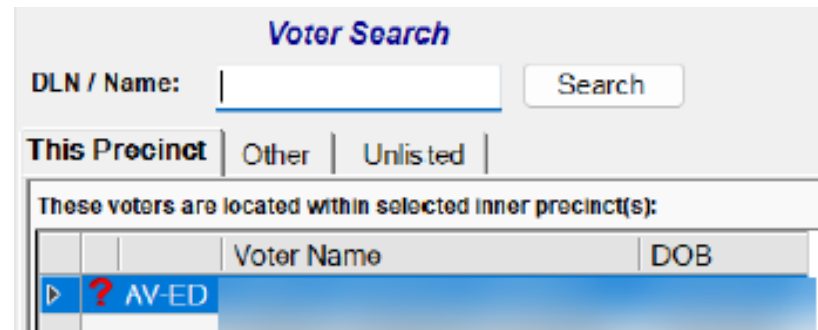 Voter Search
DLN / Name: Search
This Precinct Other Unlisted
These voters are located within selected inner precinct(s):
Voter Name DOB
? AV-ED